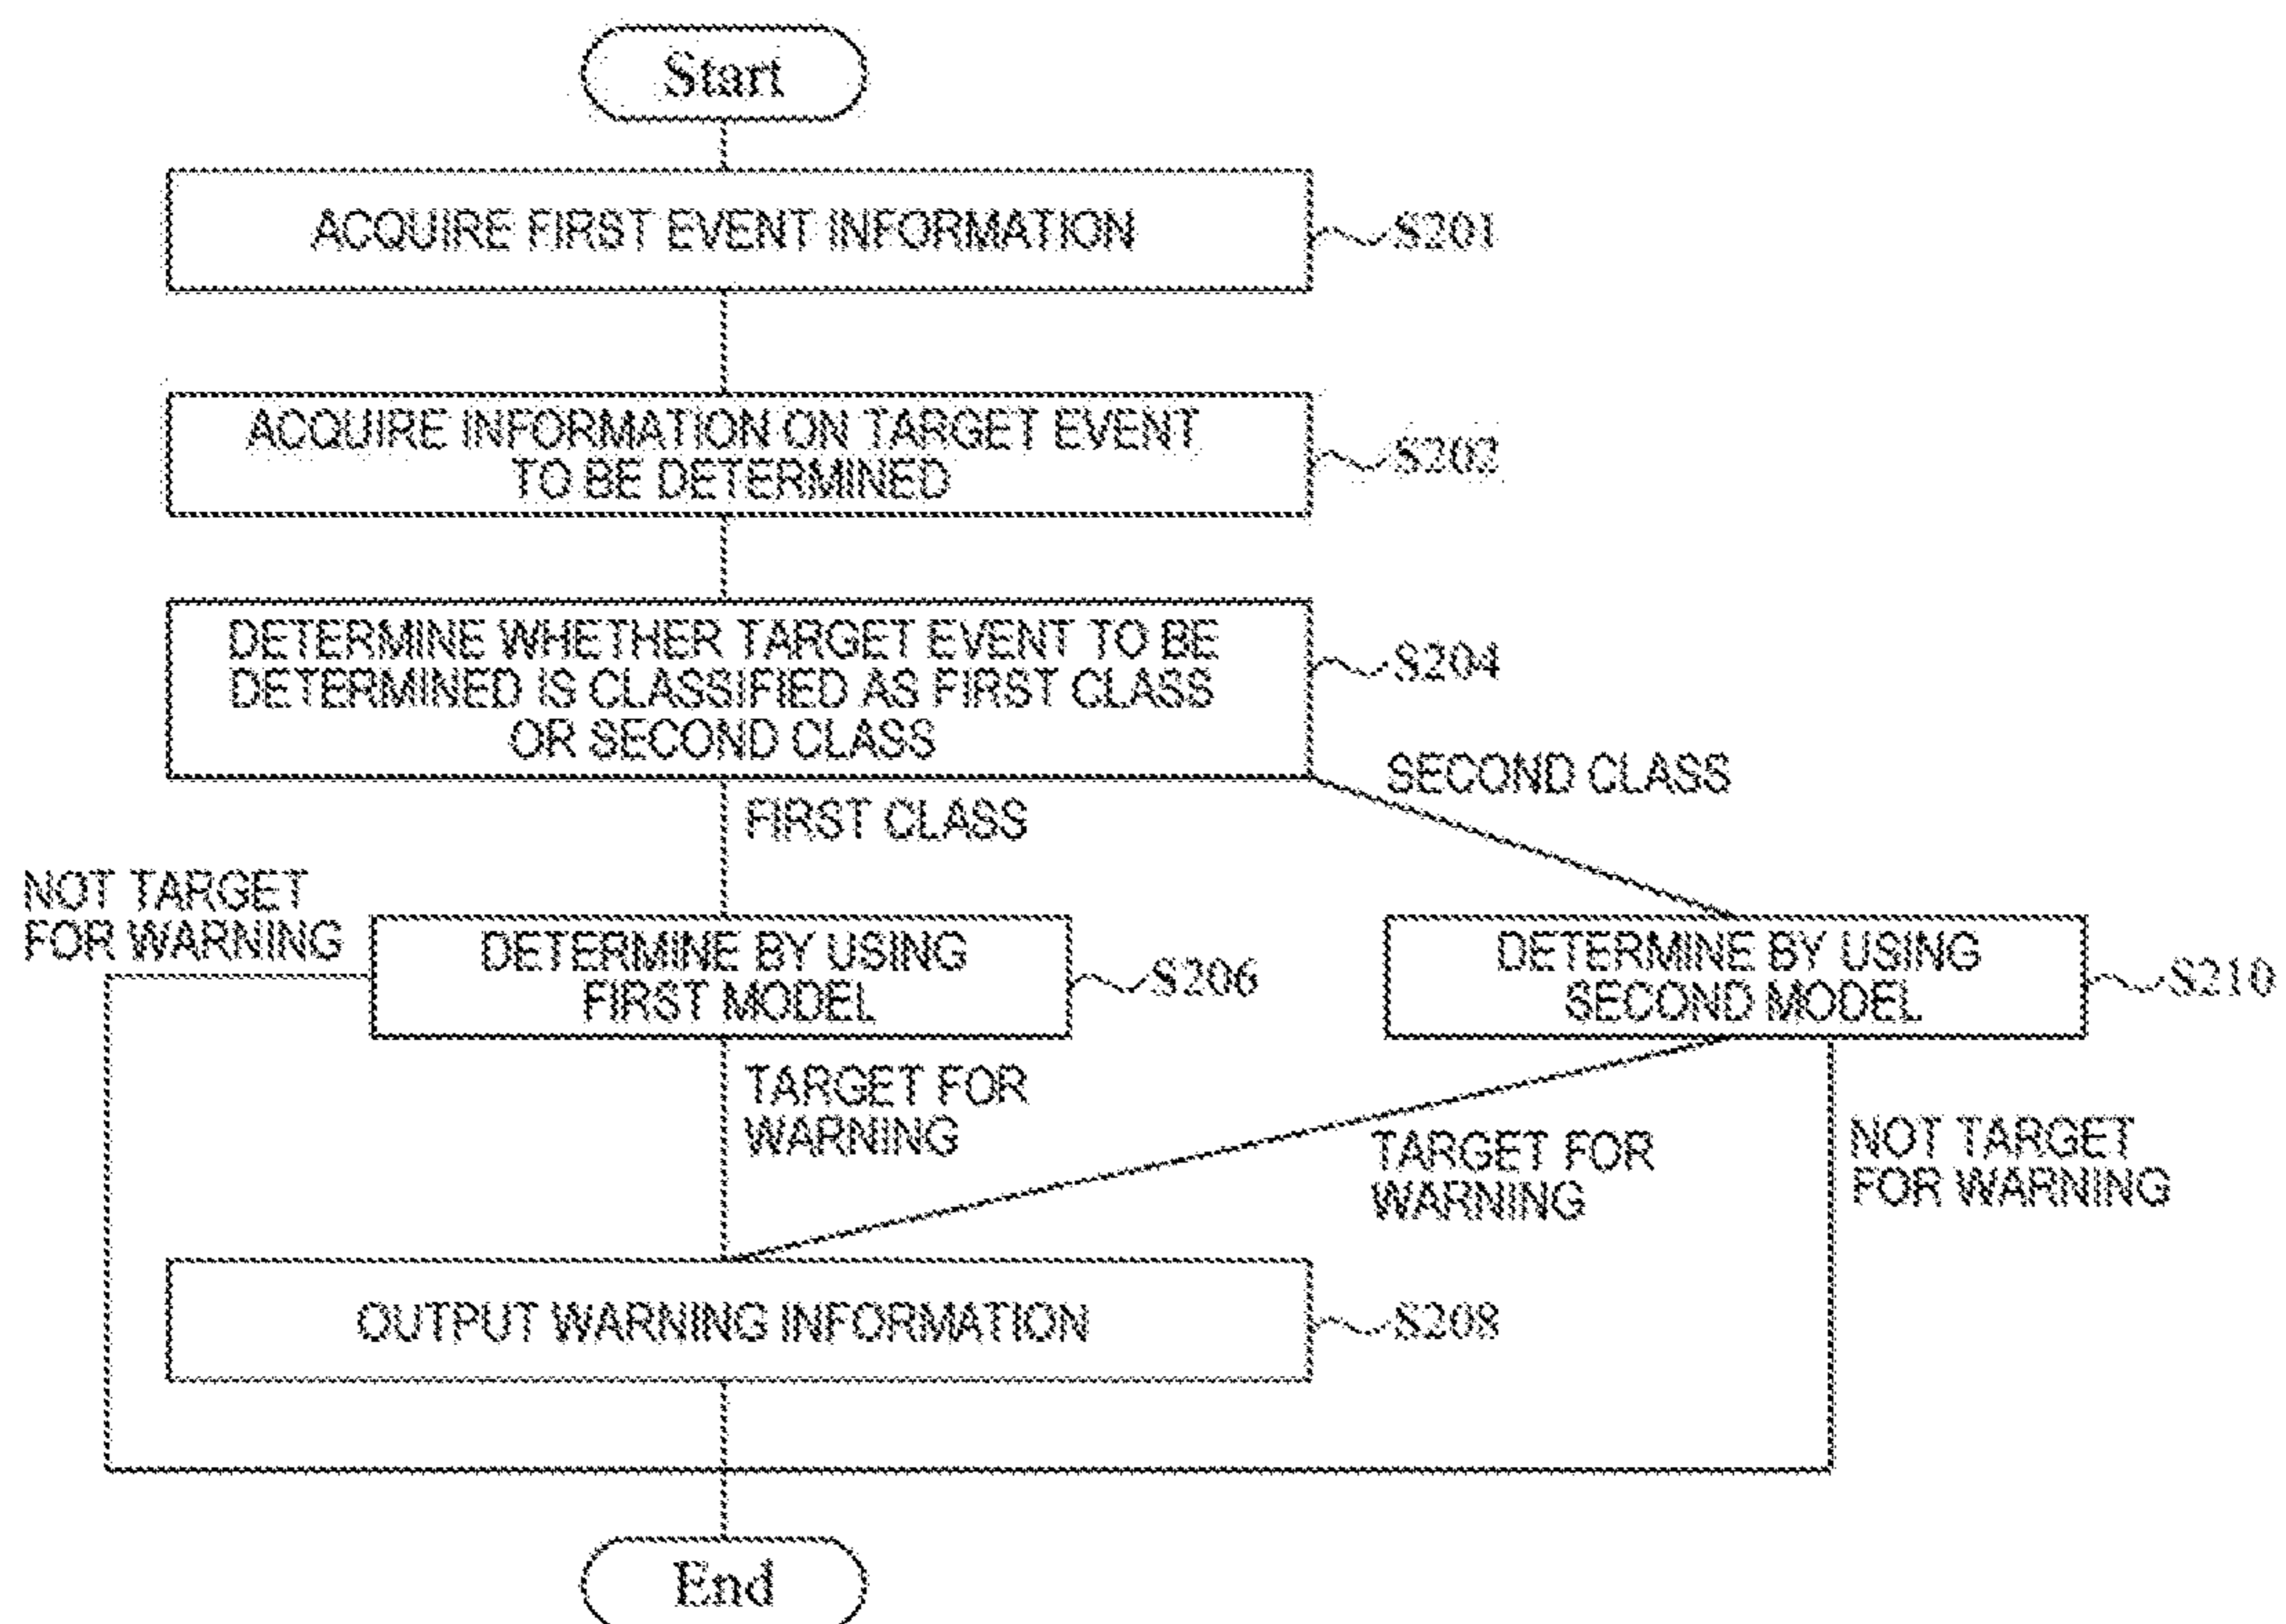 Start
ACQUIRE FIRST EVENT INFORMATION
S201
ACQUIRE INFORMATION ON TARGET EVENT
TO BE DETERMINED
S202
DETERMINE WHETHER TARGET EVENT TO BE
DETERMINED IS CLASSIFIED AS FIRST CLASS
OR SECOND CLASS
S204
SECOND CLASS
FIRST CLASS
NOT TARGET
FOR WARNING
DETERMINE BY USING
FIRST MODEL
S206
DETERMINE BY USING
SECOND MODEL
S210
TARGET FOR
WARNING
TARGET FOR
WARNING
NOT TARGET
FOR WARNING
OUTPUT WARNING INFORMATION
S208
End